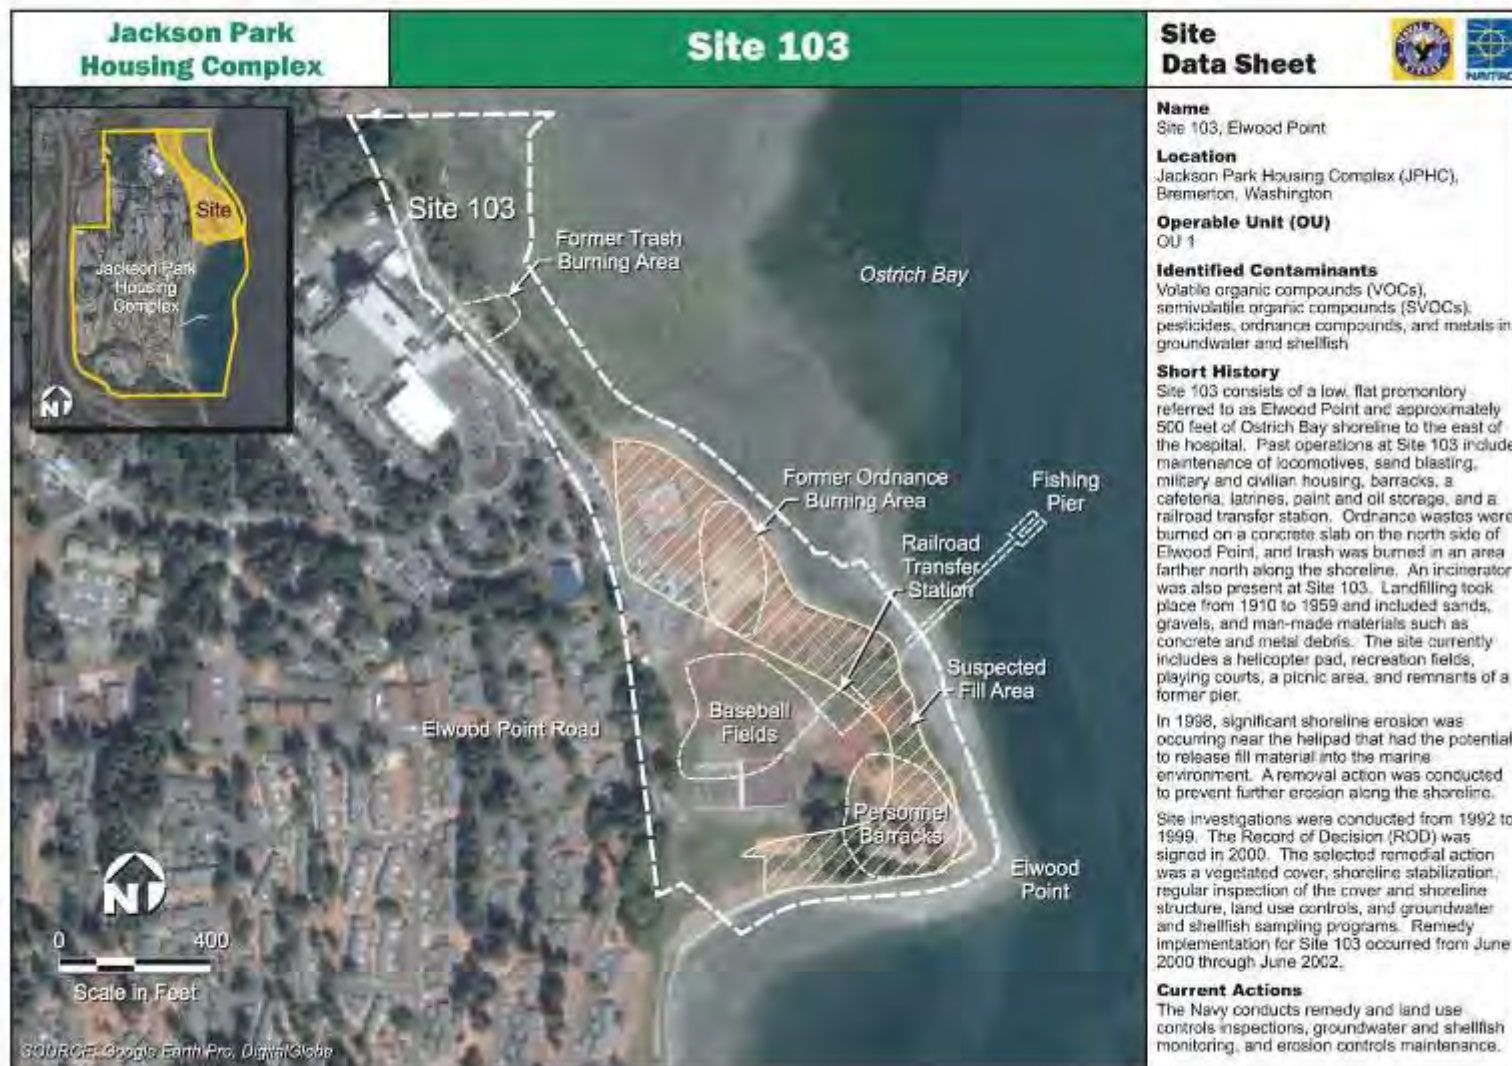 Jackson Park
Housing Complex
Site 103
Site
Data Sheet
NAVFAC
Site
Jackson Park
Housing
Complex
N
Site 103
Former Trash
Burning Area
Ostrich Bay
Former Ordnance
Burning Area
Fishing
Pier
Railroad
Transfer
Station
Suspected
Fill Area
Baseball
Fields
Elwood Point Road
Personnel
Barracks
Elwood
Point
N
0 400
Scale in Feet
SOURCE: Google Earth Pro, DigitalGlobe
Name
Site 103, Elwood Point
Location
Jackson Park Housing Complex (JPHC),
Bremerton, Washington
Operable Unit (OU)
OU 1
Identified Contaminants
Volatile organic compounds (VOCs),
semivolatile organic compounds (SVOCs),
pesticides, ordnance compounds, and metals in
groundwater and shellfish
Short History
Site 103 consists of a low, flat promontory
referred to as Elwood Point and approximately
500 feet of Ostrich Bay shoreline to the east of
the hospital. Past operations at Site 103 include
maintenance of locomotives, sand blasting,
military and civilian housing, barracks, a
cafeteria, latrines, paint and oil storage, and a
railroad transfer station. Ordnance wastes were
burned on a concrete slab on the north side of
Elwood Point, and trash was burned in an area
farther north along the shoreline. An incinerator
was also present at Site 103. Landfilling took
place from 1910 to 1959 and included sands,
gravels, and man-made materials such as
concrete and metal debris. The site currently
includes a helicopter pad, recreation fields,
playing courts, a picnic area, and remnants of a
former pier.
In 1998, significant shoreline erosion was
occurring near the helipad that had the potential
to release fill material into the marine
environment. A removal action was conducted
to prevent further erosion along the shoreline.
Site investigations were conducted from 1992 to
1999. The Record of Decision (ROD) was
signed in 2000. The selected remedial action
was a vegetated cover, shoreline stabilization,
regular inspection of the cover and shoreline
structure, land use controls, and groundwater
and shellfish sampling programs. Remedy
implementation for Site 103 occurred from June
2000 through June 2002.
Current Actions
The Navy conducts remedy and land use
controls inspections, groundwater and shellfish
monitoring, and erosion controls maintenance.